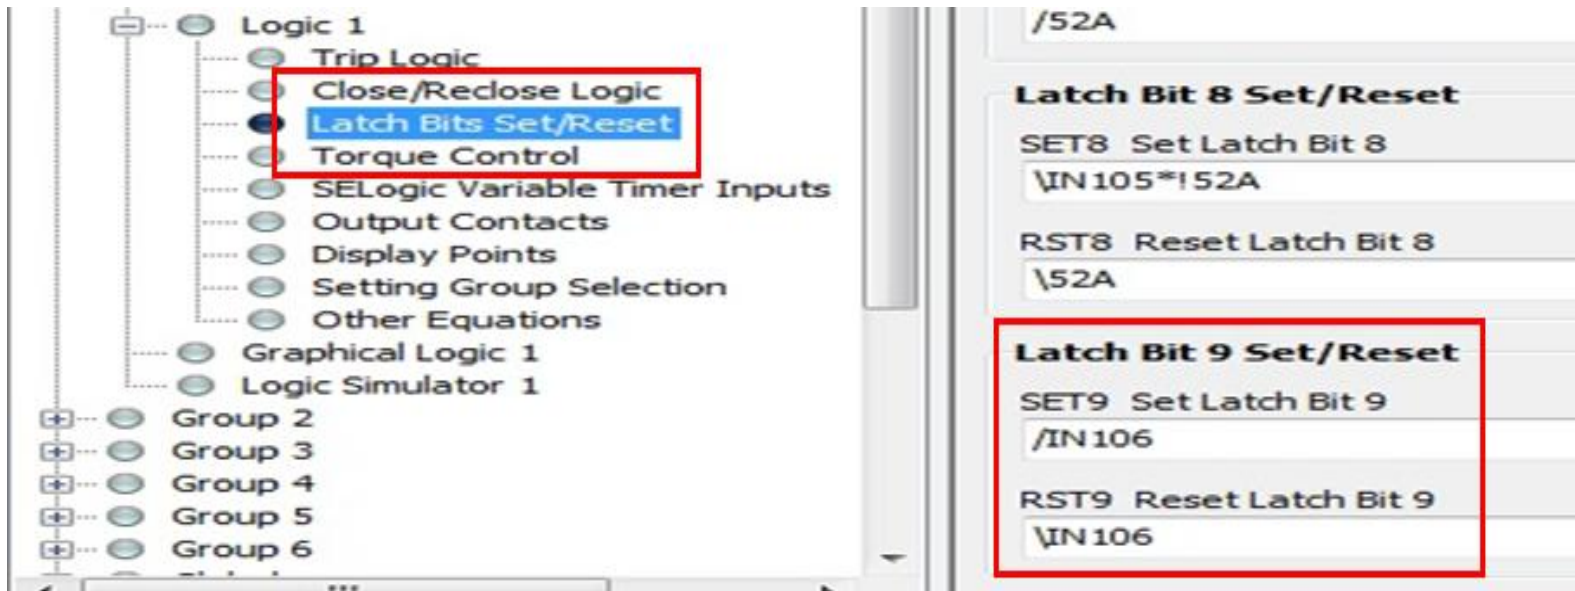 Logic 1
Trip Logic
Close/Reclose Logic
Latch Bits Set/Reset
Torque Control
SELogic Variable Timer Inputs
Output Contacts
Display Points
Setting Group Selection
Other Equations
Graphical Logic 1
Logic Simulator 1
Group 2
Group 3
Group 4
Group 5
Group 6
/52A
Latch Bit 8 Set/Reset
SET8 Set Latch Bit 8
\IN105*!52A
RST8 Reset Latch Bit 8
\52A
Latch Bit 9 Set/Reset
SET9 Set Latch Bit 9
/IN106
RST9 Reset Latch Bit 9
\IN106